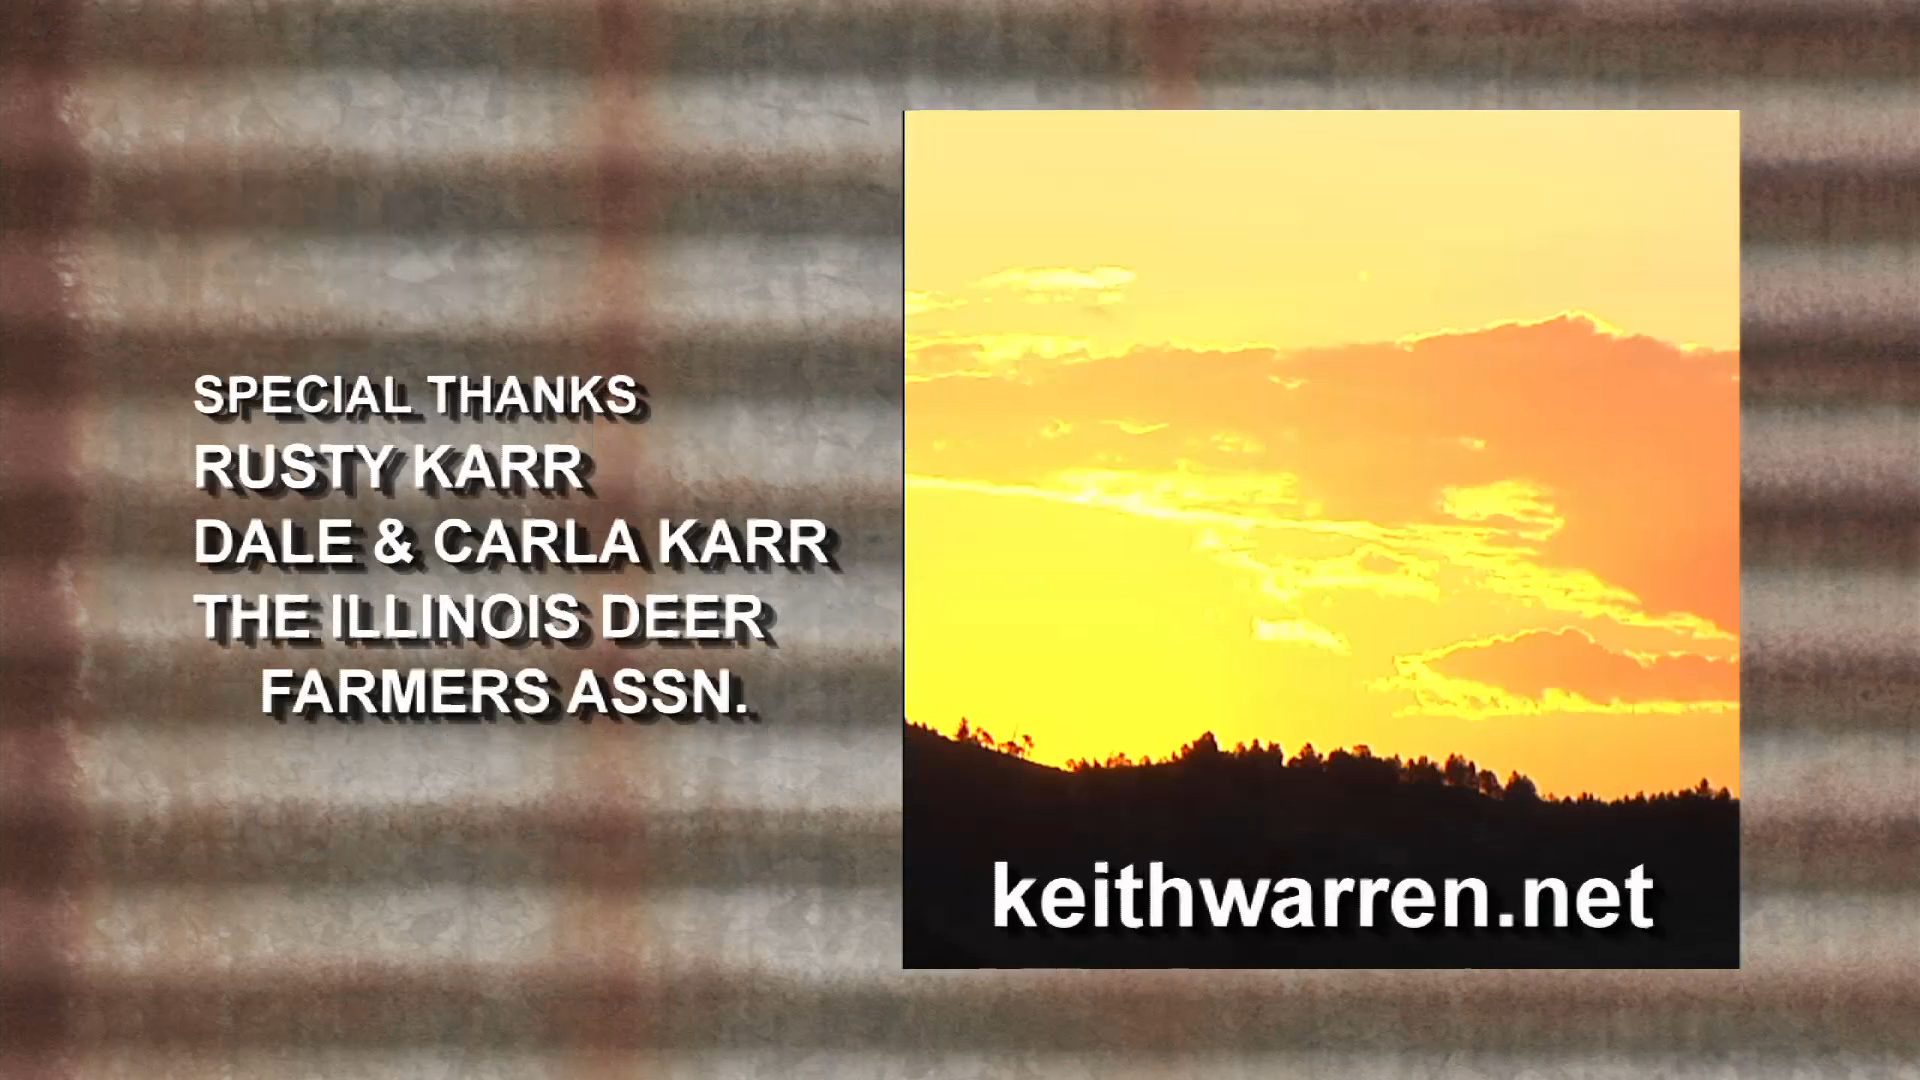 SPECIAL THANKS
RUSTY KARR
DALE & CARLA KARR
THE ILLINOIS DEER
FARMERS ASSN.
keithwarren.net